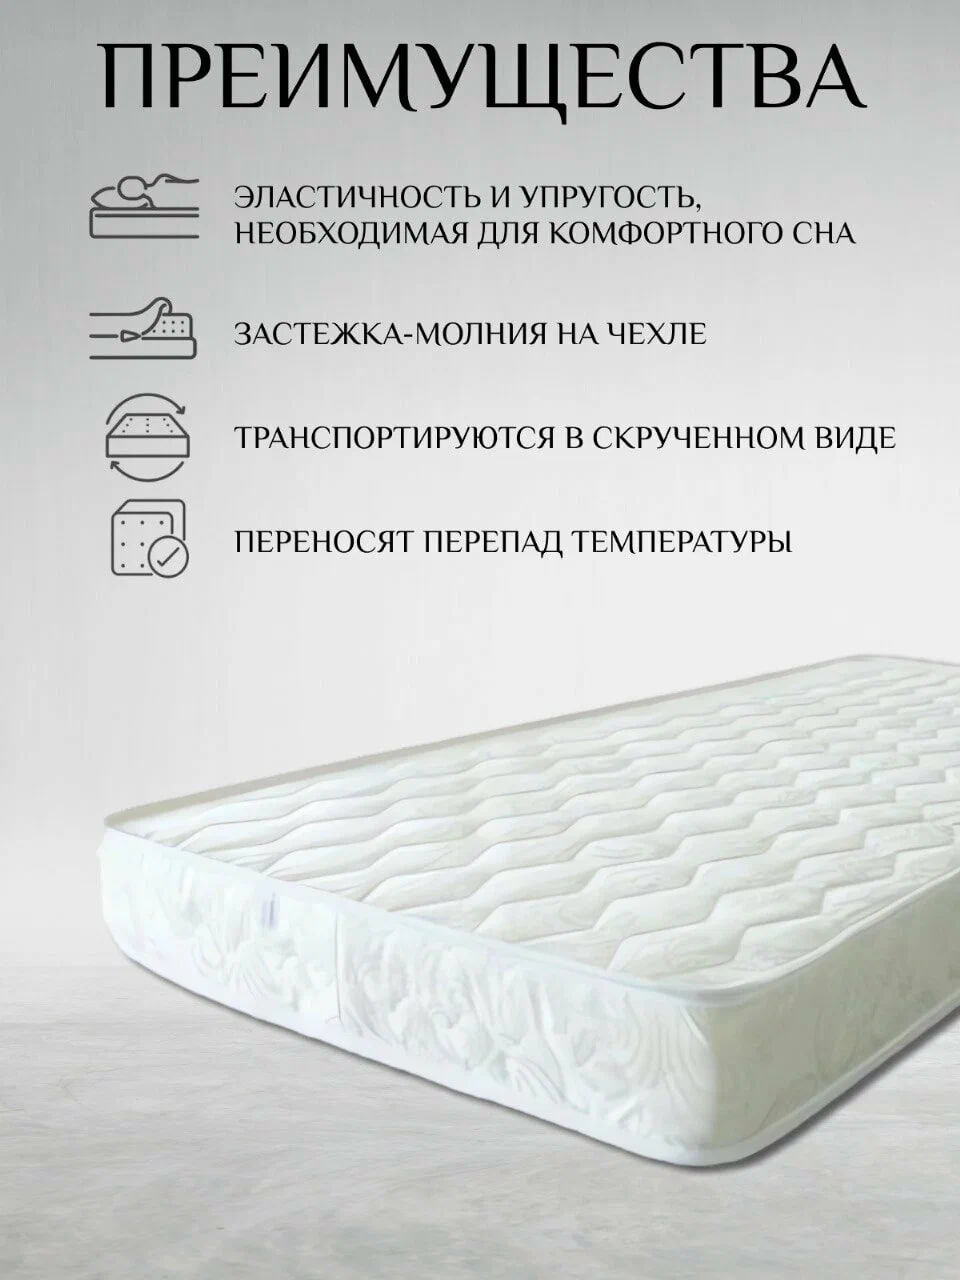 ПРЕИМУЩЕСТВА
ЭЛАСТИЧНОСТЬ И УПРУГОСТЬ,
НЕОБХОДИМАЯ ДЛЯ КОМФОРТНОГО СНА
ЗАСТЕЖКА-МОЛНИЯ НА ЧЕХЛЕ
ТРАНСПОРТИРУЮТСЯ В СКРУЧЕННОМ ВИДЕ
ПЕРЕНОСЯТ ПЕРЕПАД ТЕМПЕРАТУРЫ